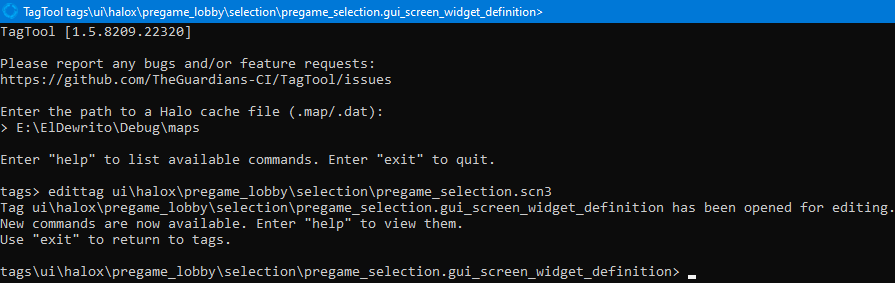 TagTool tags\ui\halox\pregame_lobby\selection\pregame_selection.gui_screen_widget_definition>
TagTool [1.5.8209.22320]
Please report any bugs and/or feature requests:
https://github.com/TheGuardians-CI/TagTool/issues
Enter the path to a Halo cache file (.map/.dat):
> E:\ElDewrito\Debug\maps
Enter "help" to list available commands. Enter "exit" to quit.
tags> edittag ui\halox\pregame_lobby\selection\pregame_selection.scn3
Tag ui\halox\pregame_lobby\selection\pregame_selection.gui_screen_widget_definition has been opened for editing.
New commands are now available. Enter "help" to view them.
Use "exit" to return to tags.
tags\ui\halox\pregame_lobby\selection\pregame_selection.gui_screen_widget_definition>